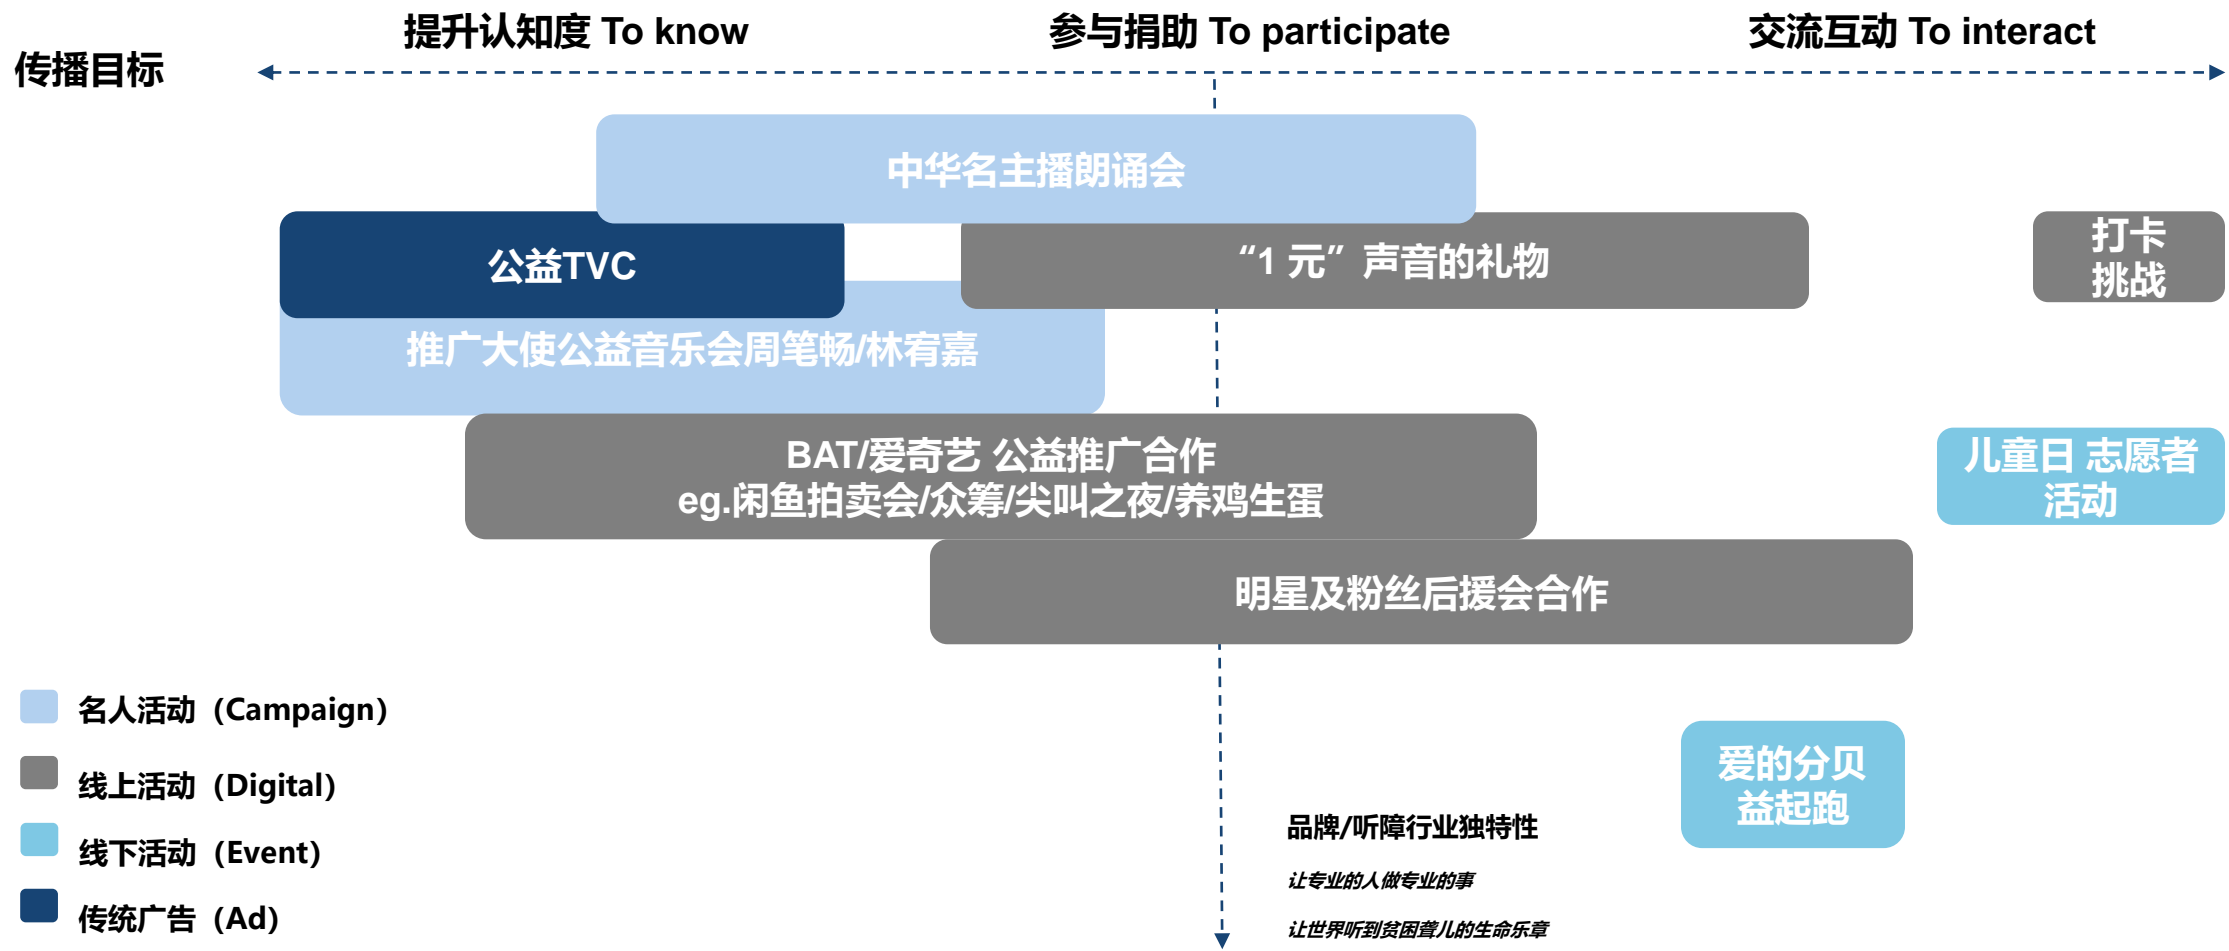 提升认知度 To know
参与捐助 To participate
交流互动 To interact
传播目标
中华名主播朗诵会
公益TVC
“1 元”声音的礼物
打卡
挑战
推广大使公益音乐会周笔畅/林宥嘉
BAT/爱奇艺 公益推广合作
eg.闲鱼拍卖会/众筹/尖叫之夜/养鸡生蛋
儿童日 志愿者
活动
明星及粉丝后援会合作
名人活动（Campaign）
线上活动（Digital）
线下活动（Event）
传统广告（Ad）
爱的分贝
益起跑
品牌/听障行业独特性
让专业的人做专业的事
让世界听到贫困聋儿的生命乐章